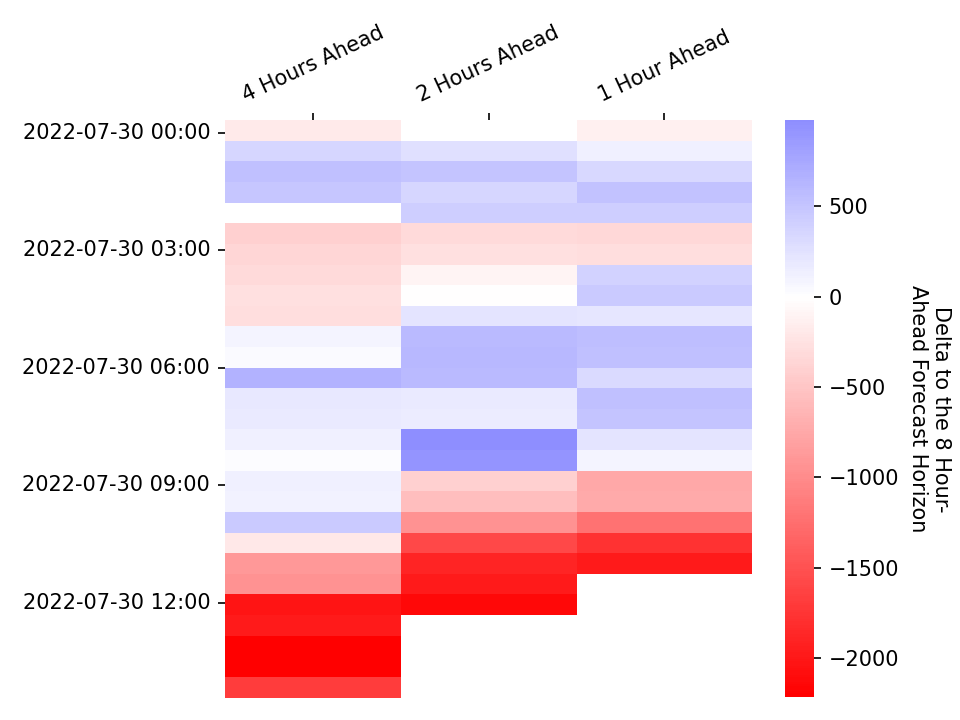 4 Hours Ahead
2 Hours Ahead
1 Hour Ahead
2022-07-30 00:00
2022-07-30 03:00
2022-07-30 06:00
2022-07-30 09:00
2022-07-30 12:00
500
0
−500
−1000
−1500
−2000
Delta to the 8 Hour-
Ahead Forecast Horizon